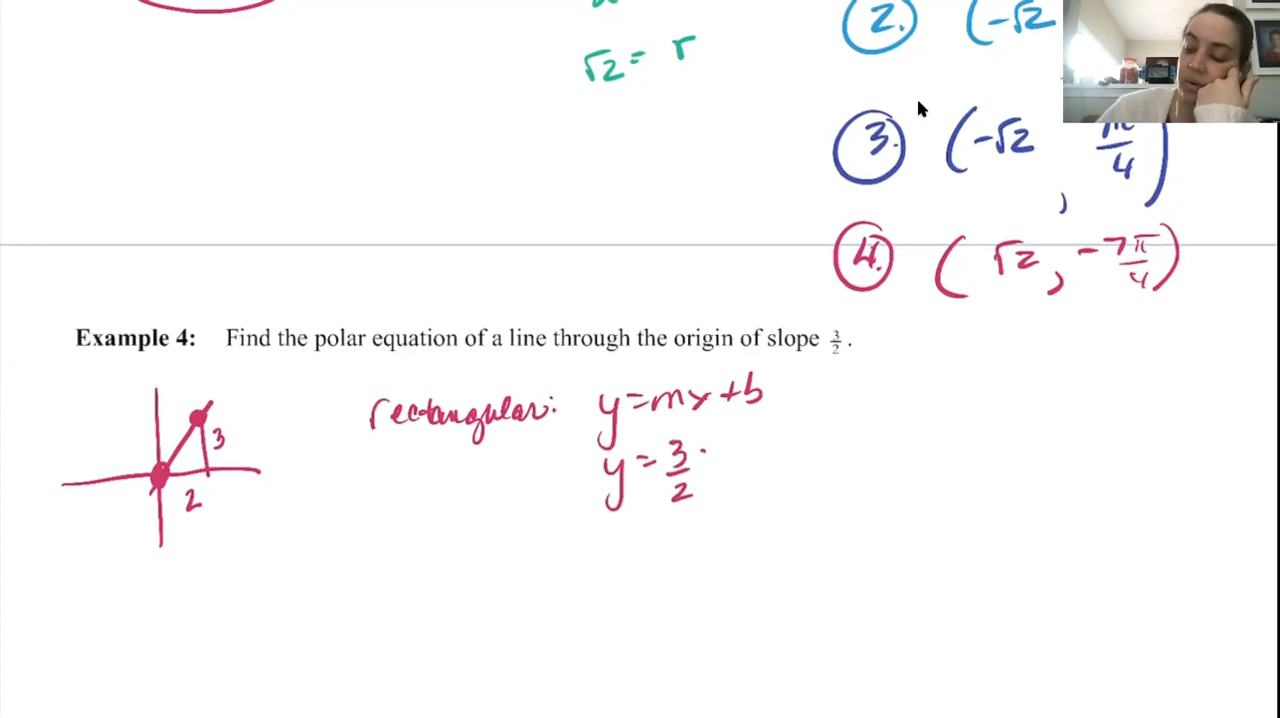 √2 = r
2. (-√2
3. (-√2, π/4)
4. (√2, -7π/4)
Example 4: Find the polar equation of a line through the origin of slope 3/2.
rectangular: y=mx+b
y = 3/2
3
2